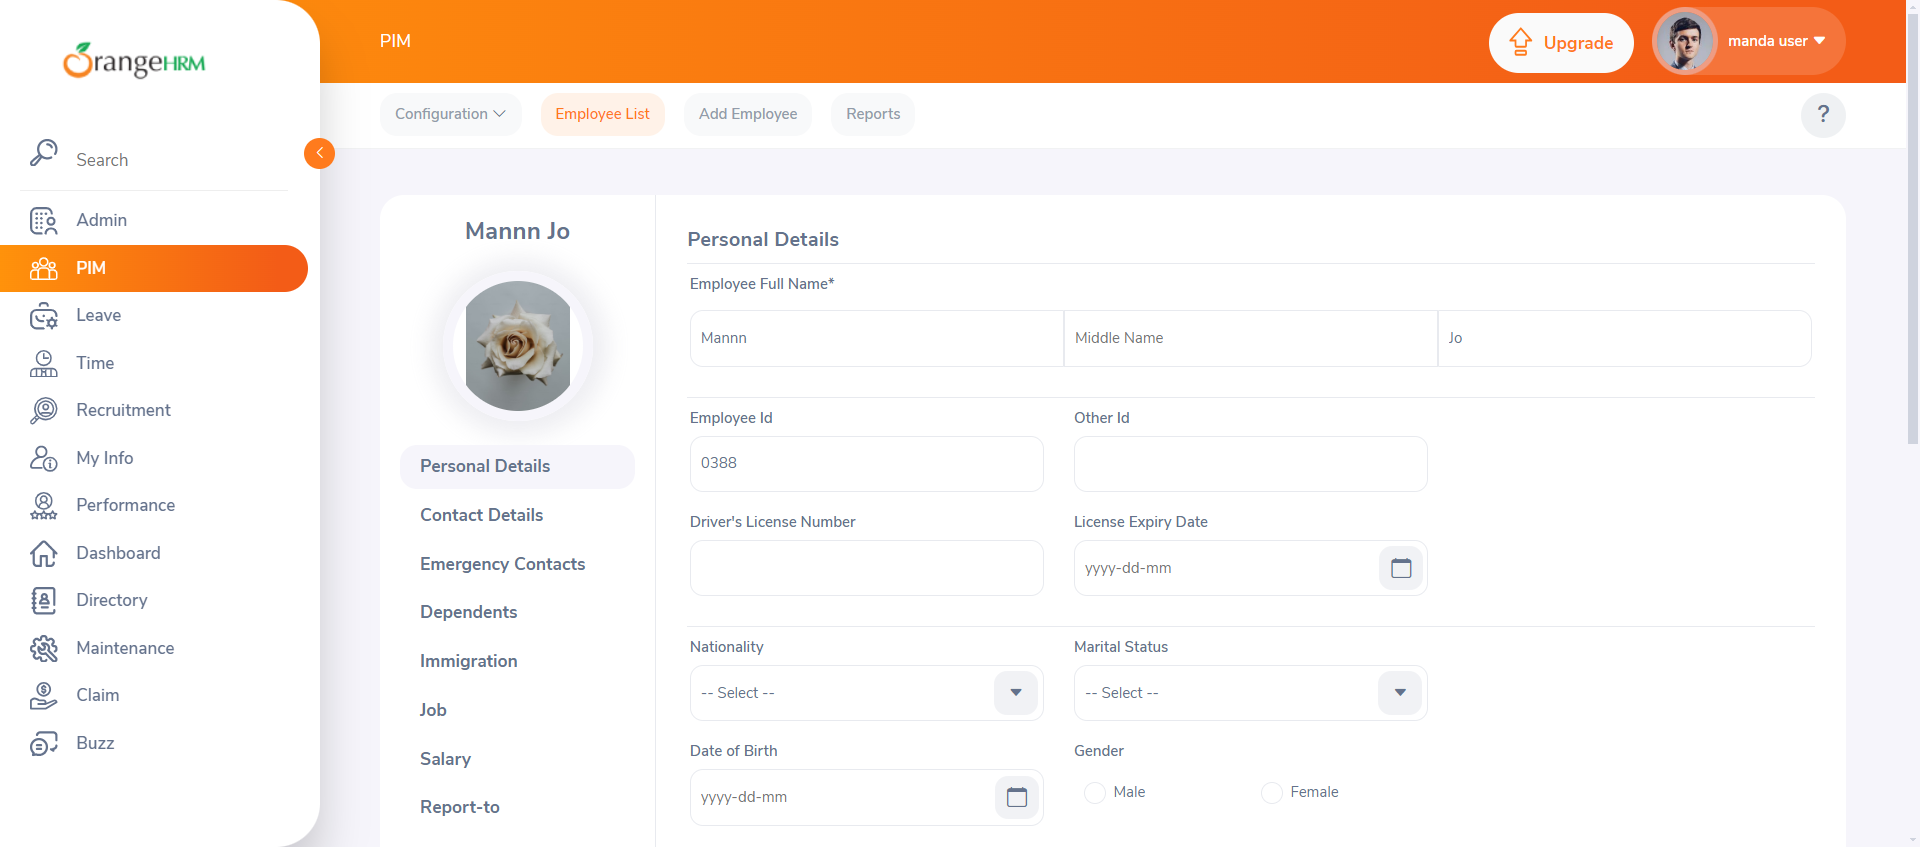 OrangeHRM
PIM
Upgrade
manda user
Configuration
Employee List
Add Employee
Reports
?
Search
Admin
PIM
Leave
Time
Recruitment
My Info
Performance
Dashboard
Directory
Maintenance
Claim
Buzz
Mannn Jo
Personal Details
Contact Details
Emergency Contacts
Dependents
Immigration
Job
Salary
Report-to
Personal Details
Employee Full Name*
Mannn
Middle Name
Jo
Employee Id
Other Id
0388
Driver's License Number
License Expiry Date
yyyy-dd-mm
Nationality
Marital Status
-- Select --
-- Select --
Date of Birth
Gender
yyyy-dd-mm
Male
Female